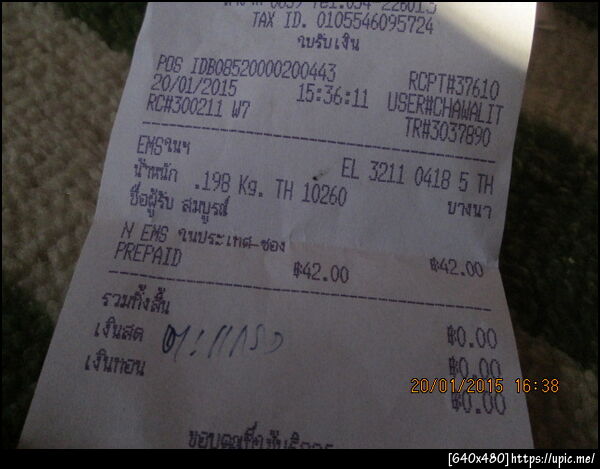 TAX ID. 0105546095724
ใบรับเงิน
POS IDB08520000200443 RCPT#37610
20/01/2015 15:36:11 USER#CHAWALIT
RC#300211 W7 TR#3037890
EMSในฯ EL 3211 0418 5 TH
น้ำหนัก .198 Kg. TH 10260 บางนา
ชื่อผู้รับ สมบูรณ์
N EMS ในประเทศ-ซอง
PREPAID ฿42.00 ฿42.00
รวมทั้งสิ้น ฿0.00
เงินสด ฿0.00
เงินทอน ฿0.00
20/01/2015 16:38
[640x480]https://upic.me/